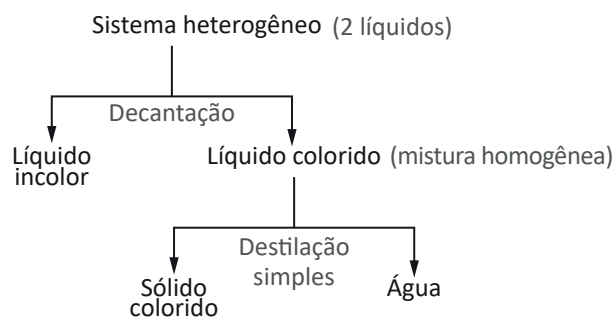 Sistema heterogêneo (2 líquidos)
Decantação
Líquido
incolor
Líquido colorido (mistura homogênea)
Destilação
simples
Sólido
colorido
Água